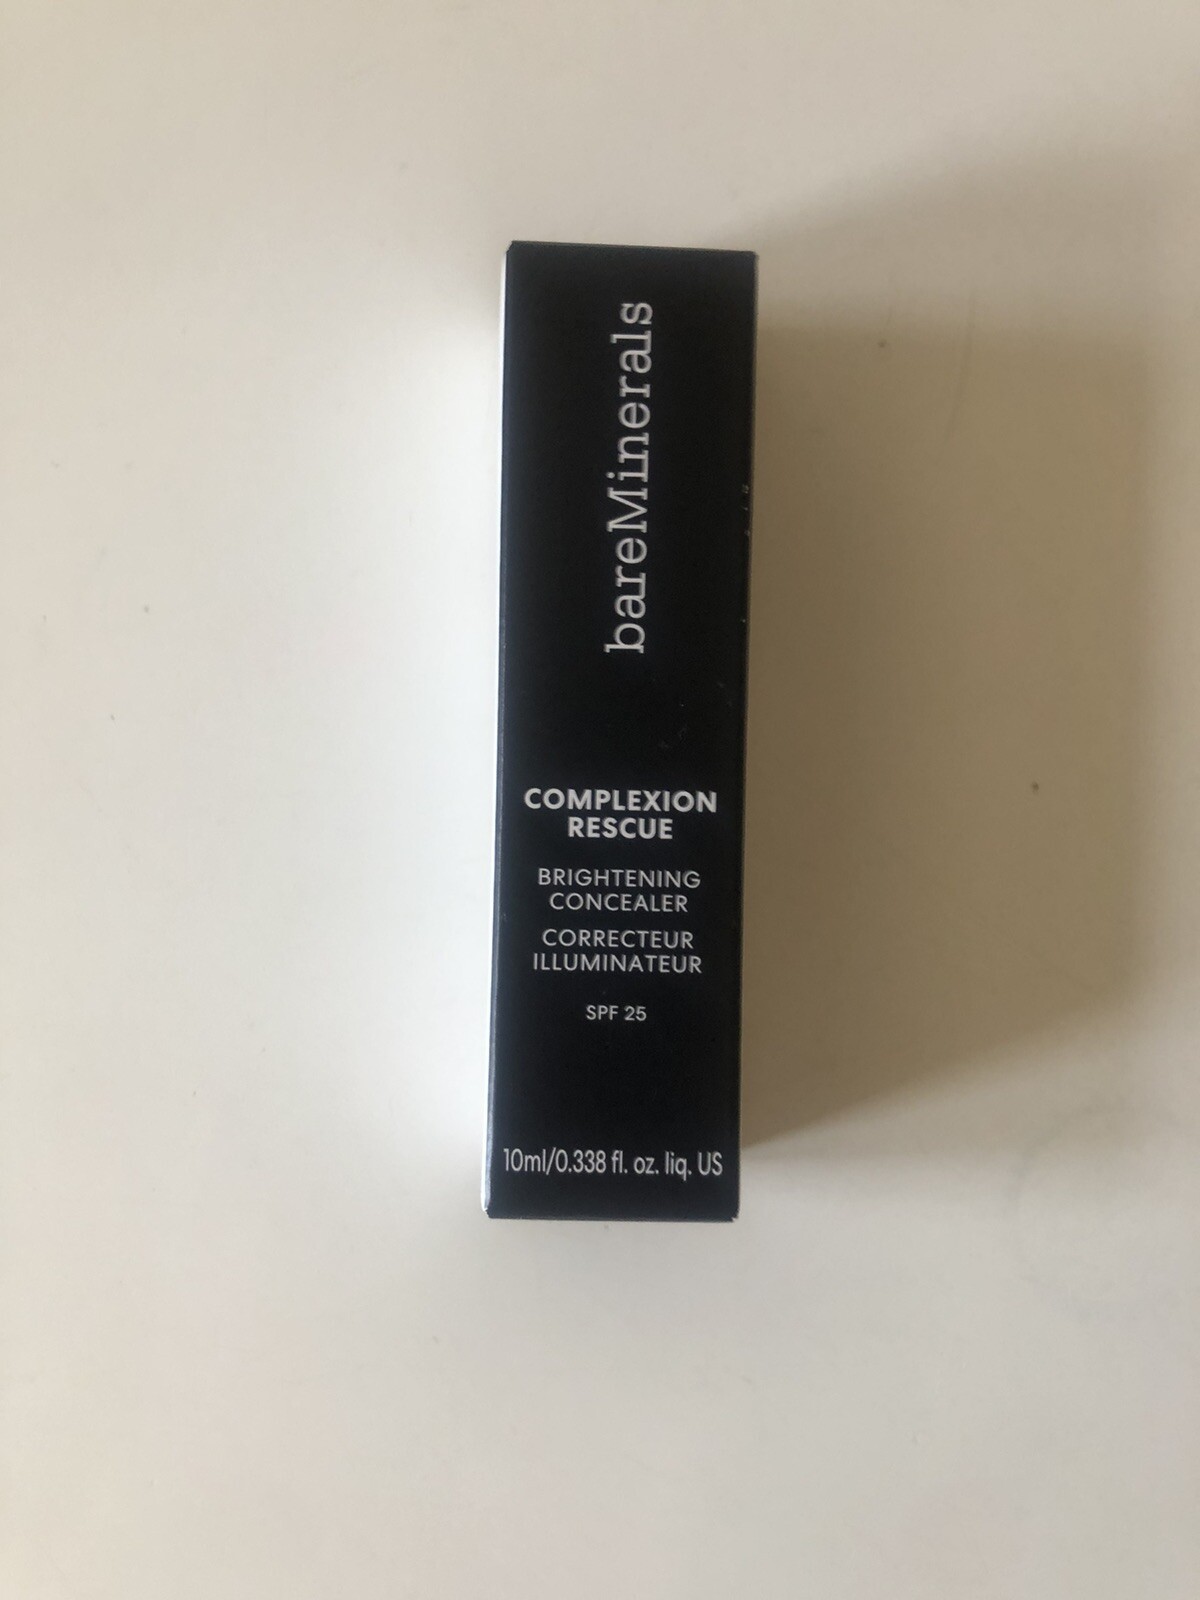 bareMinerals
COMPLEXION
RESCUE
BRIGHTENING
CONCEALER
CORRECTEUR
ILLUMINATEUR
SPF 25
10ml/0.338 fl. oz. liq. US